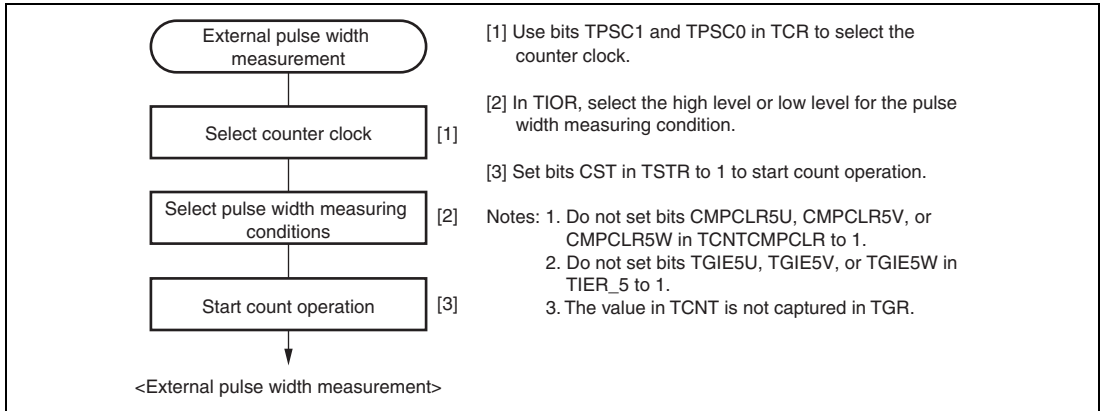 External pulse width
measurement
Select counter clock
[1]
Select pulse width measuring
conditions
[2]
Start count operation
[3]
<External pulse width measurement>
[1] Use bits TPSC1 and TPSC0 in TCR to select the
counter clock.
[2] In TIOR, select the high level or low level for the pulse
width measuring condition.
[3] Set bits CST in TSTR to 1 to start count operation.
Notes: 1. Do not set bits CMPCLR5U, CMPCLR5V, or
CMPCLR5W in TCNTCMPCLR to 1.
2. Do not set bits TGIE5U, TGIE5V, or TGIE5W in
TIER_5 to 1.
3. The value in TCNT is not captured in TGR.